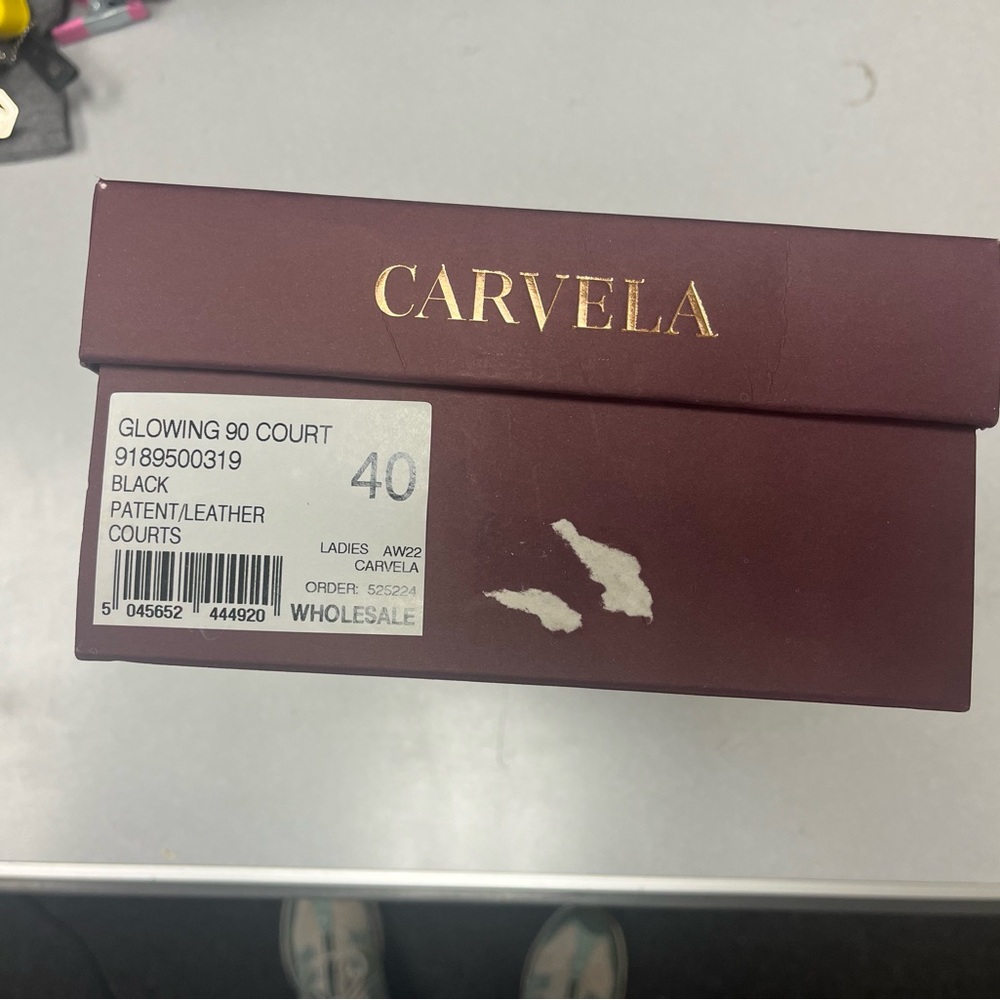 CARVELA
GLOWING 90 COURT
9189500319
40
BLACK
PATENT/LEATHER
COURTS
LADIES AW22
CARVELA
ORDER: 525224
5 045652 444920
WHOLESALE